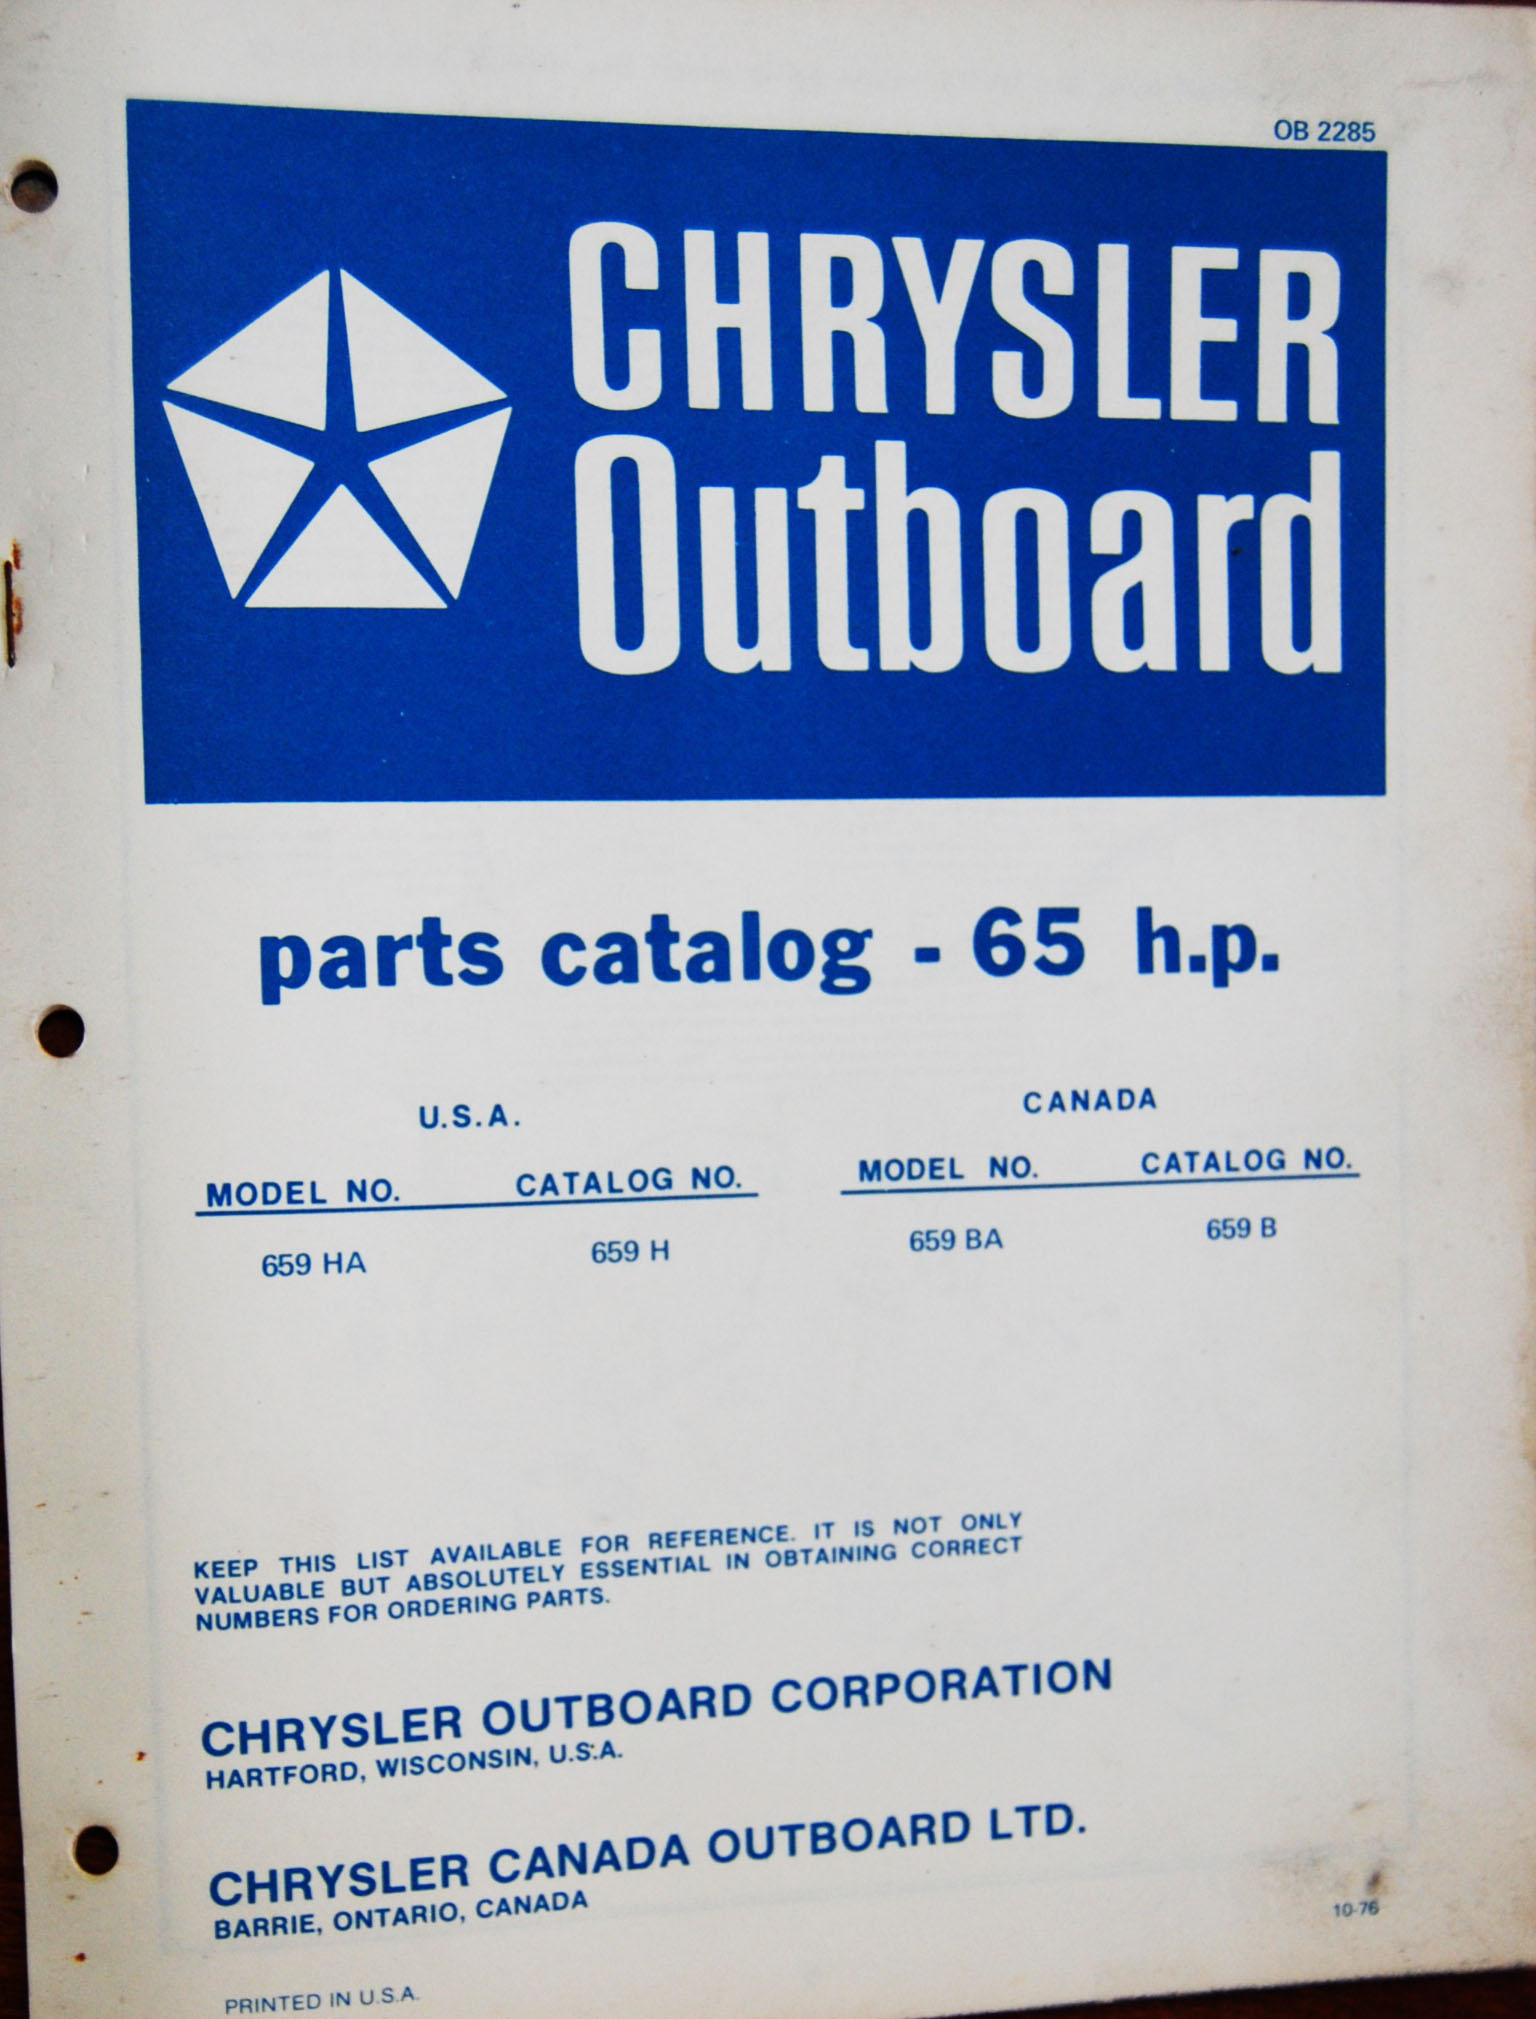 OB 2285
CHRYSLER
Outboard
parts catalog - 65 h.p.
U.S.A.
MODEL NO. CATALOG NO.
659 HA 659 H
CANADA
MODEL NO. CATALOG NO.
659 BA 659 B
KEEP THIS LIST AVAILABLE FOR REFERENCE. IT IS NOT ONLY
VALUABLE BUT ABSOLUTELY ESSENTIAL IN OBTAINING CORRECT
NUMBERS FOR ORDERING PARTS.
CHRYSLER OUTBOARD CORPORATION
HARTFORD, WISCONSIN, U.S.A.
CHRYSLER CANADA OUTBOARD LTD.
BARRIE, ONTARIO, CANADA
10-76
PRINTED IN U.S.A.